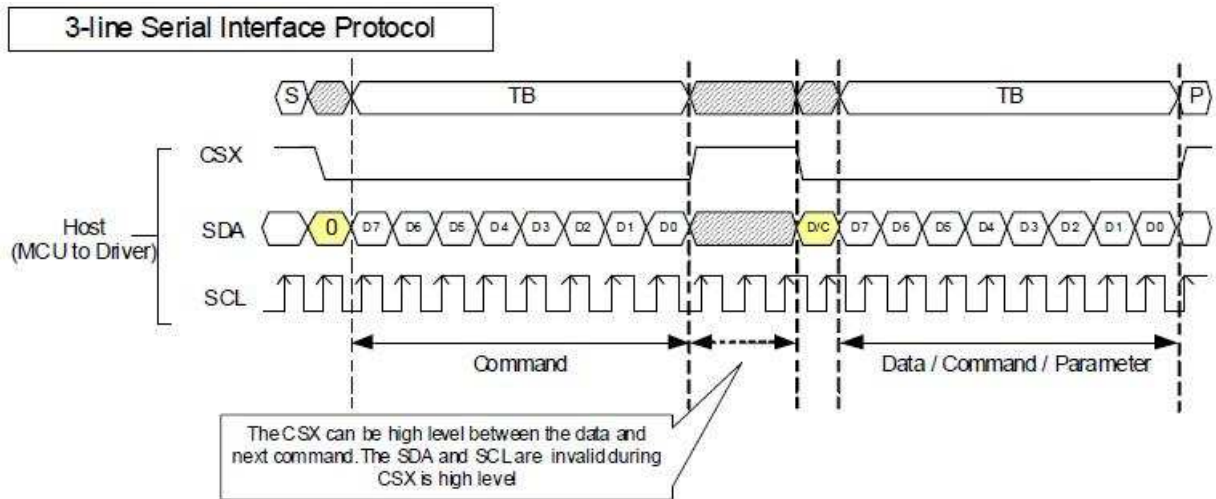 3-line Serial Interface Protocol
S TB TB P
CSX
Host
(MCU to Driver)
SDA 0 D7 D6 D5 D4 D3 D2 D1 D0 D/C D7 D6 D5 D4 D3 D2 D1 D0
SCL
Command Data / Command / Parameter
The CSX can be high level between the data and
next command. The SDA and SCL are invalid during
CSX is high level